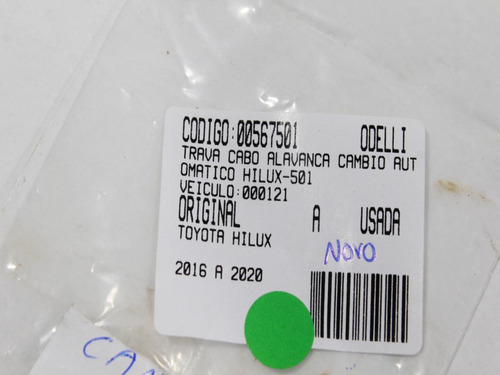 CODIGO:00567501 ODELLI
TRAVA CABO ALAVANCA CAMBIO AUT
OMATICO HILUX-501
VEICULO:000121
ORIGINAL A USADA
TOYOTA HILUX
NOVO
2016 A 2020